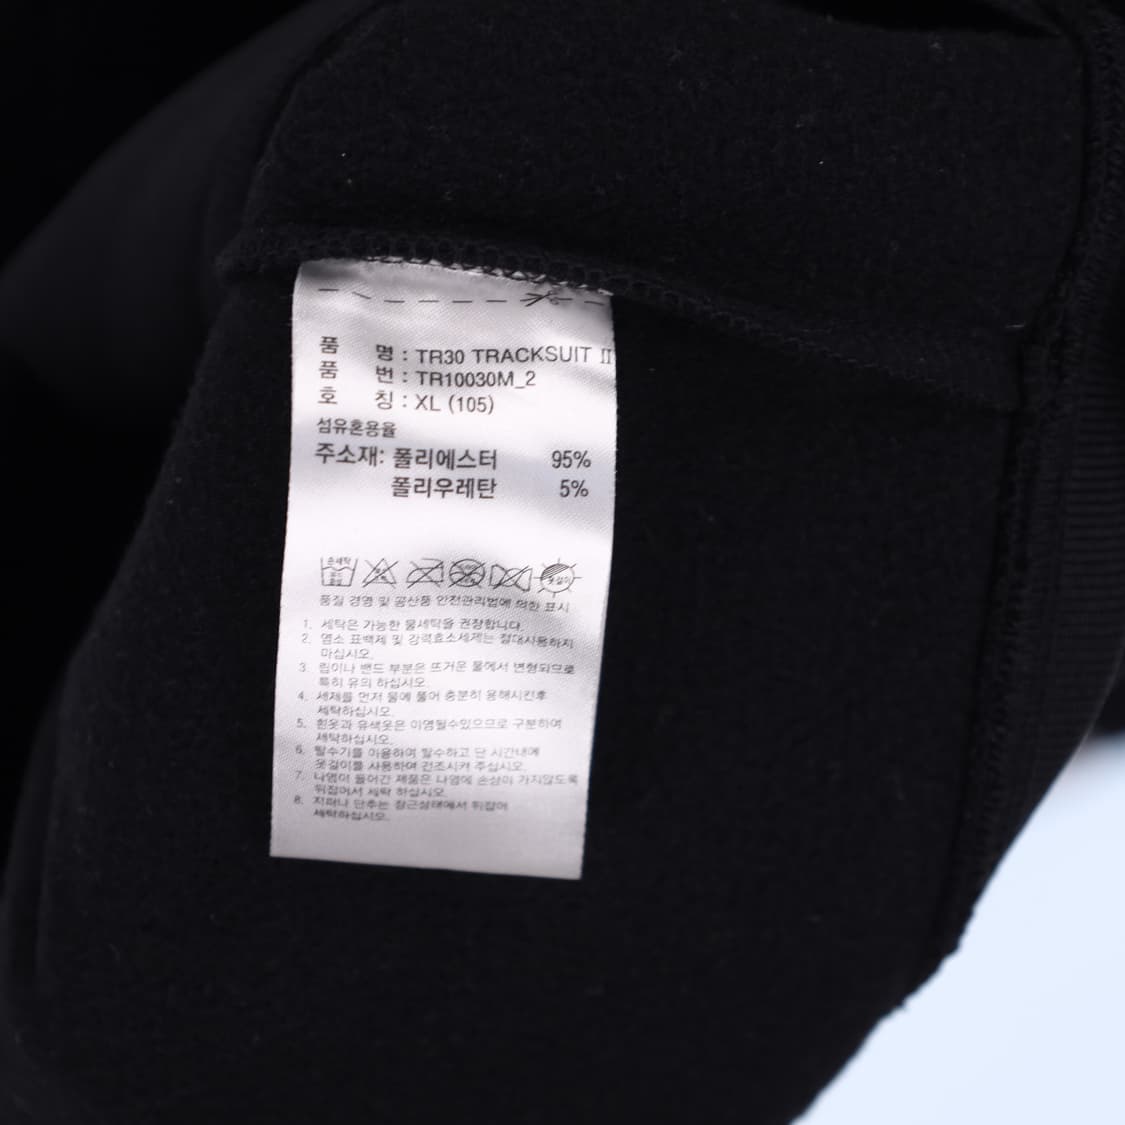 품 명 : TR30 TRACKSUIT II
품 번 : TR10030M_2
호 칭 : XL (105)
섬유혼용율
주소재: 폴리에스터 95%
폴리우레탄 5%
손세탁
옷걸이
품질 경영 및 공산품 안전관리법에 의한 표시
1. 세탁은 가능한 물세탁을 권장합니다.
2. 염소 표백제 및 강력효소세제는 절대사용하지
마십시오.
3. 립이나 밴드 부분은 뜨거운 물에서 변형되므로
특히 유의 하십시오.
4. 세제를 먼저 물에 풀어 충분히 용해시킨후
세탁하십시오.
5. 흰옷과 유색옷은 이염될수있으므로 구분하여
세탁하십시오.
6. 탈수기를 이용하여 탈수하고 단 시간내에
옷걸이를 사용하여 건조시켜 주십시오.
7. 나염이 들어간 제품은 나염에 손상이 가지않도록
뒤집어서 세탁 하십시오.
8. 지퍼나 단추는 잠근상태에서 뒤집어
세탁하십시오.